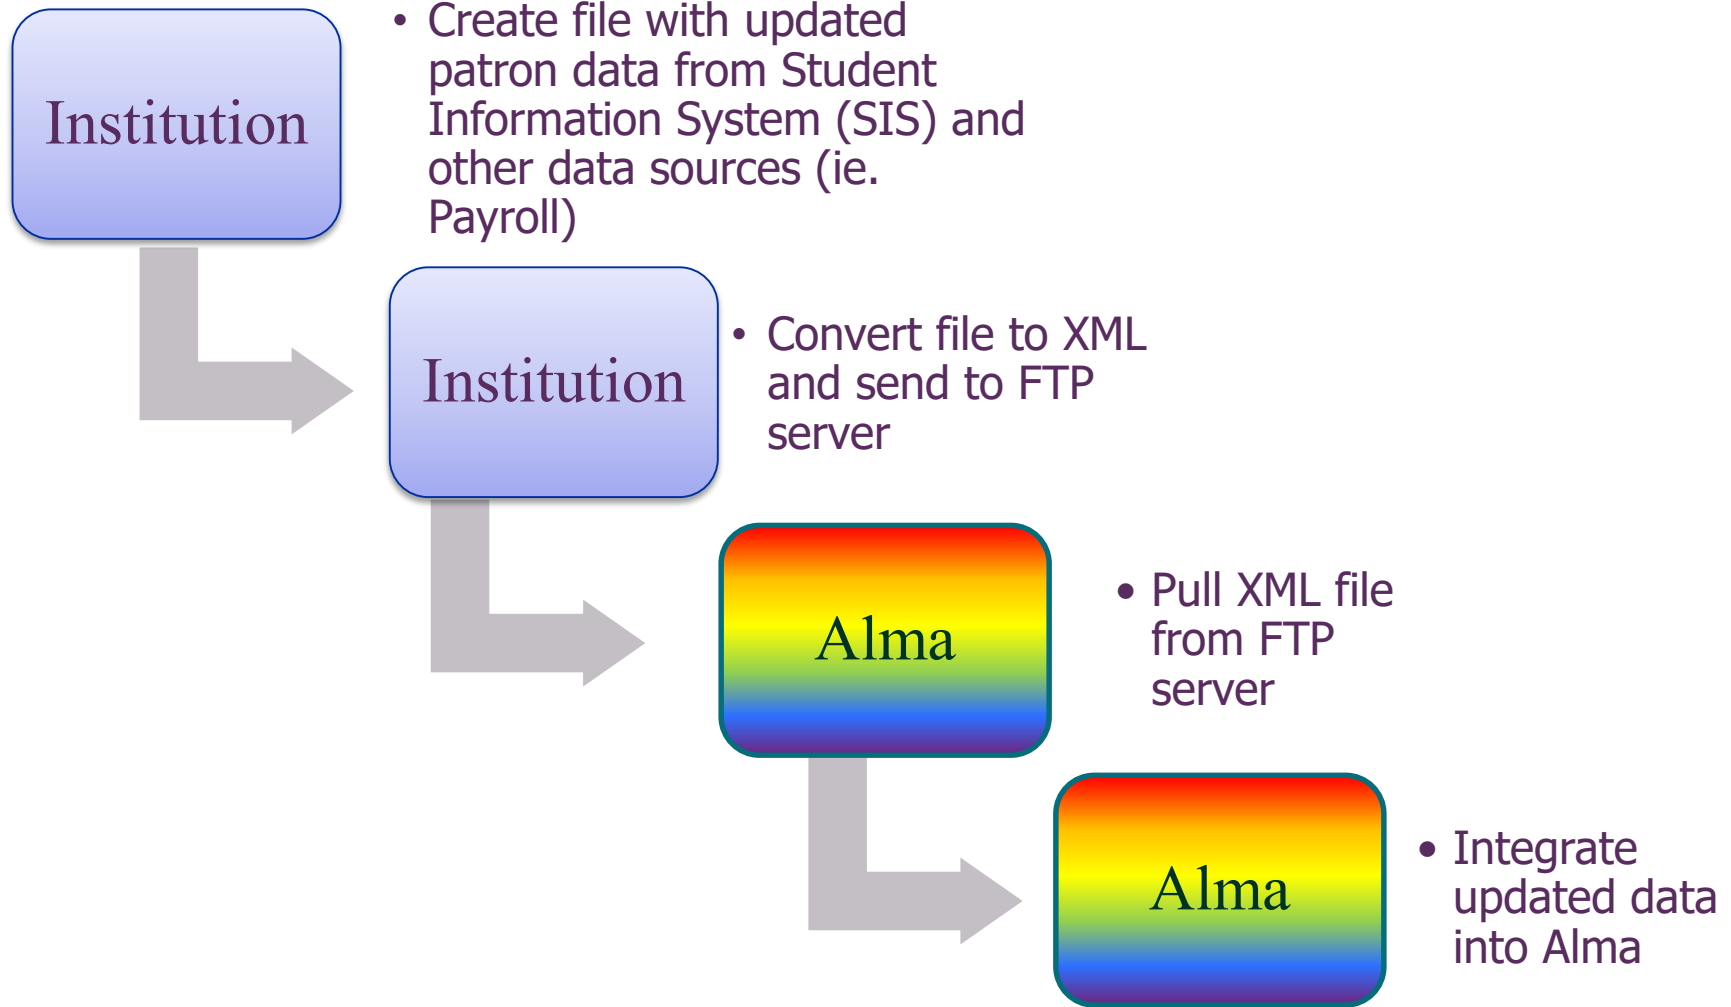 Institution
• Create file with updated
patron data from Student
Information System (SIS) and
other data sources (ie.
Payroll)
Institution
• Convert file to XML
and send to FTP
server
Alma
• Pull XML file
from FTP
server
Alma
• Integrate
updated data
into Alma